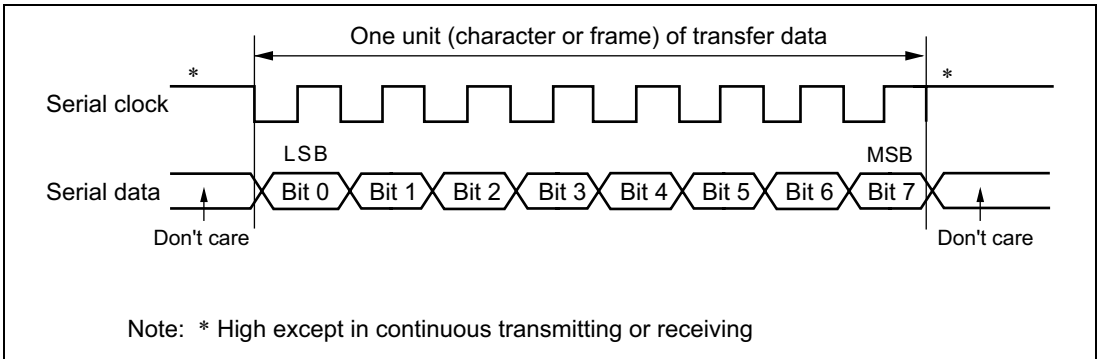 One unit (character or frame) of transfer data
* *
Serial clock
LSB MSB
Serial data Bit 0 Bit 1 Bit 2 Bit 3 Bit 4 Bit 5 Bit 6 Bit 7
Don't care Don't care
Note: * High except in continuous transmitting or receiving